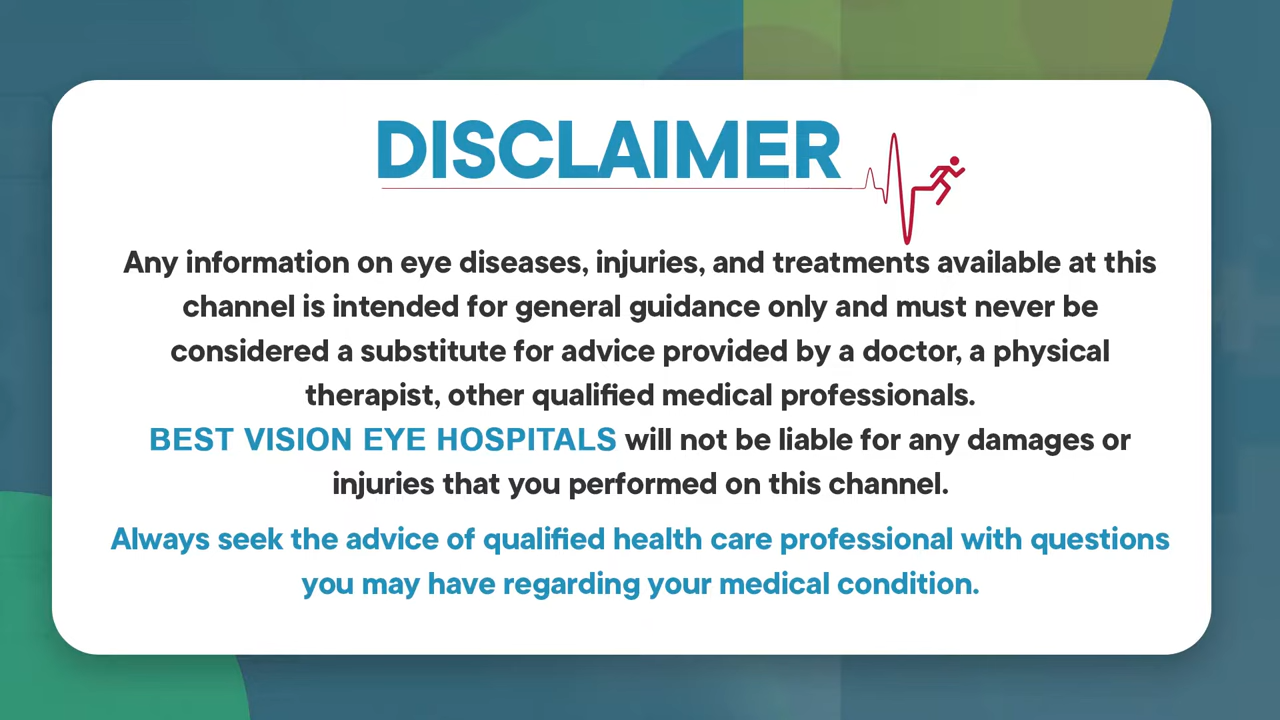 DISCLAIMER
Any information on eye diseases, injuries, and treatments available at this
channel is intended for general guidance only and must never be
considered a substitute for advice provided by a doctor, a physical
therapist, other qualified medical professionals.
BEST VISION EYE HOSPITALS will not be liable for any damages or
injuries that you performed on this channel.
Always seek the advice of qualified health care professional with questions
you may have regarding your medical condition.